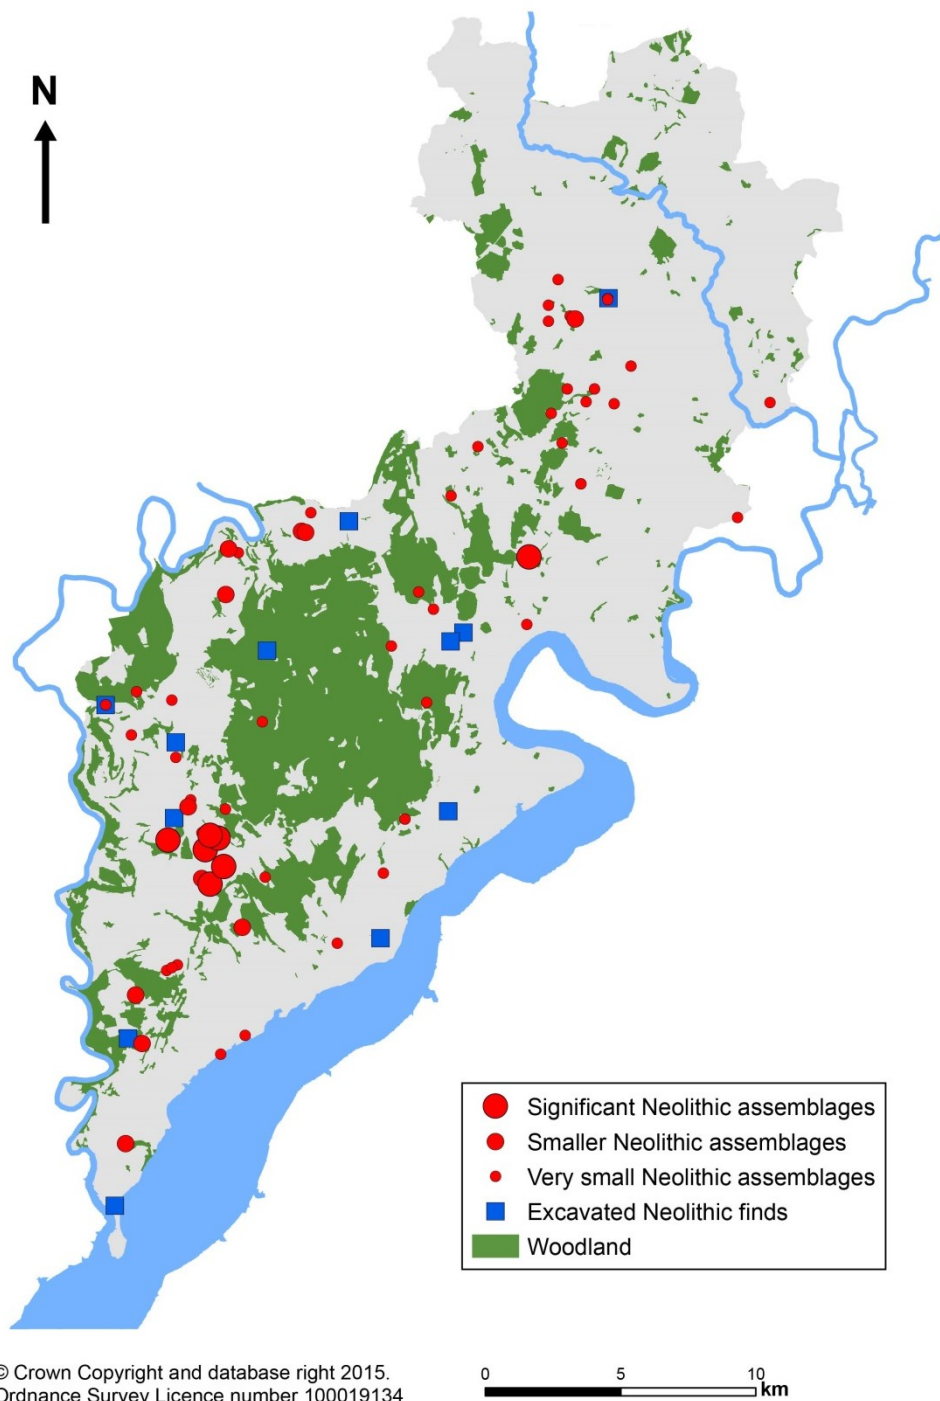 N
Significant Neolithic assemblages
Smaller Neolithic assemblages
Very small Neolithic assemblages
Excavated Neolithic finds
Woodland
© Crown Copyright and database right 2015.
Ordnance Survey Licence number 100019134
0 5 10
km